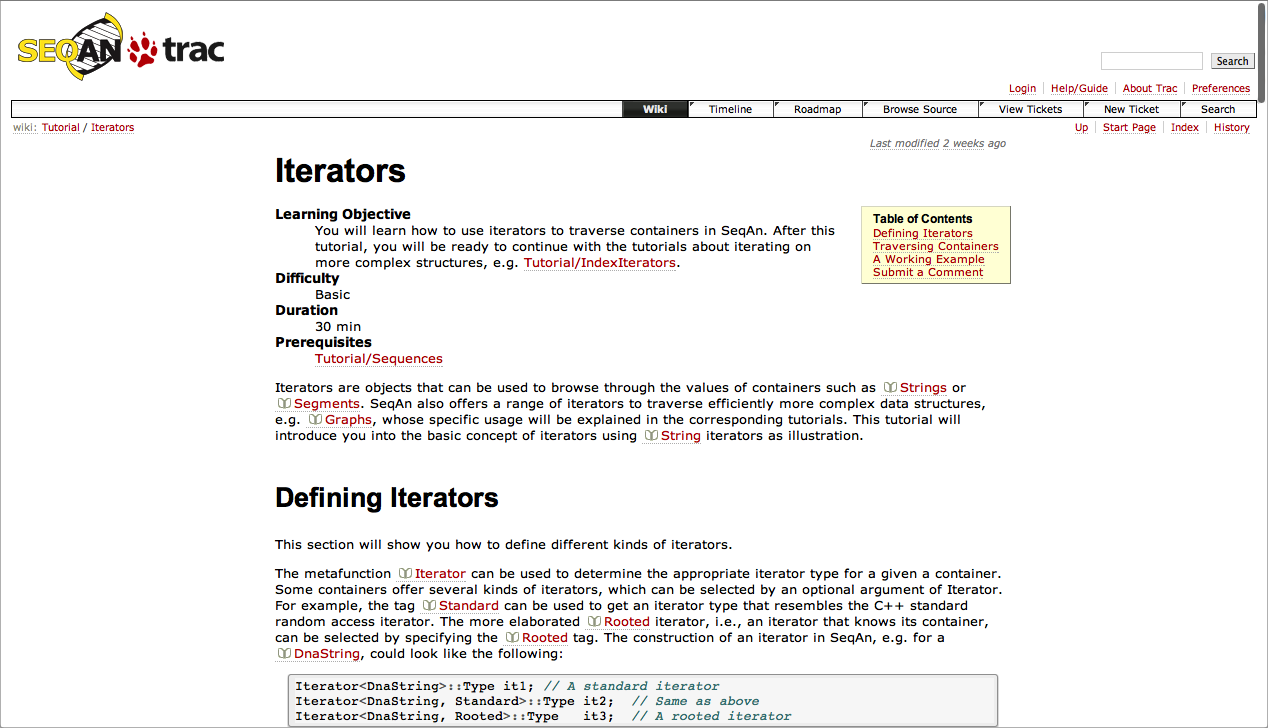 SEQAN trac
Search
Login Help/Guide About Trac Preferences
Wiki Timeline Roadmap Browse Source View Tickets New Ticket Search
wiki: Tutorial / Iterators
Up Start Page Index History
Last modified 2 weeks ago
Iterators
Learning Objective
You will learn how to use iterators to traverse containers in SeqAn. After this
tutorial, you will be ready to continue with the tutorials about iterating on
more complex structures, e.g. Tutorial/IndexIterators.
Difficulty
Basic
Duration
30 min
Prerequisites
Tutorial/Sequences
Table of Contents
Defining Iterators
Traversing Containers
A Working Example
Submit a Comment
Iterators are objects that can be used to browse through the values of containers such as Strings or
Segments. SeqAn also offers a range of iterators to traverse efficiently more complex data structures,
e.g. Graphs, whose specific usage will be explained in the corresponding tutorials. This tutorial will
introduce you into the basic concept of iterators using String iterators as illustration.
Defining Iterators
This section will show you how to define different kinds of iterators.
The metafunction Iterator can be used to determine the appropriate iterator type for a given a container.
Some containers offer several kinds of iterators, which can be selected by an optional argument of Iterator.
For example, the tag Standard can be used to get an iterator type that resembles the C++ standard
random access iterator. The more elaborated Rooted iterator, i.e., an iterator that knows its container,
can be selected by specifying the Rooted tag. The construction of an iterator in SeqAn, e.g. for a
DnaString, could look like the following:
Iterator<DnaString>::Type it1; // A standard iterator
Iterator<DnaString, Standard>::Type it2; // Same as above
Iterator<DnaString, Rooted>::Type it3; // A rooted iterator